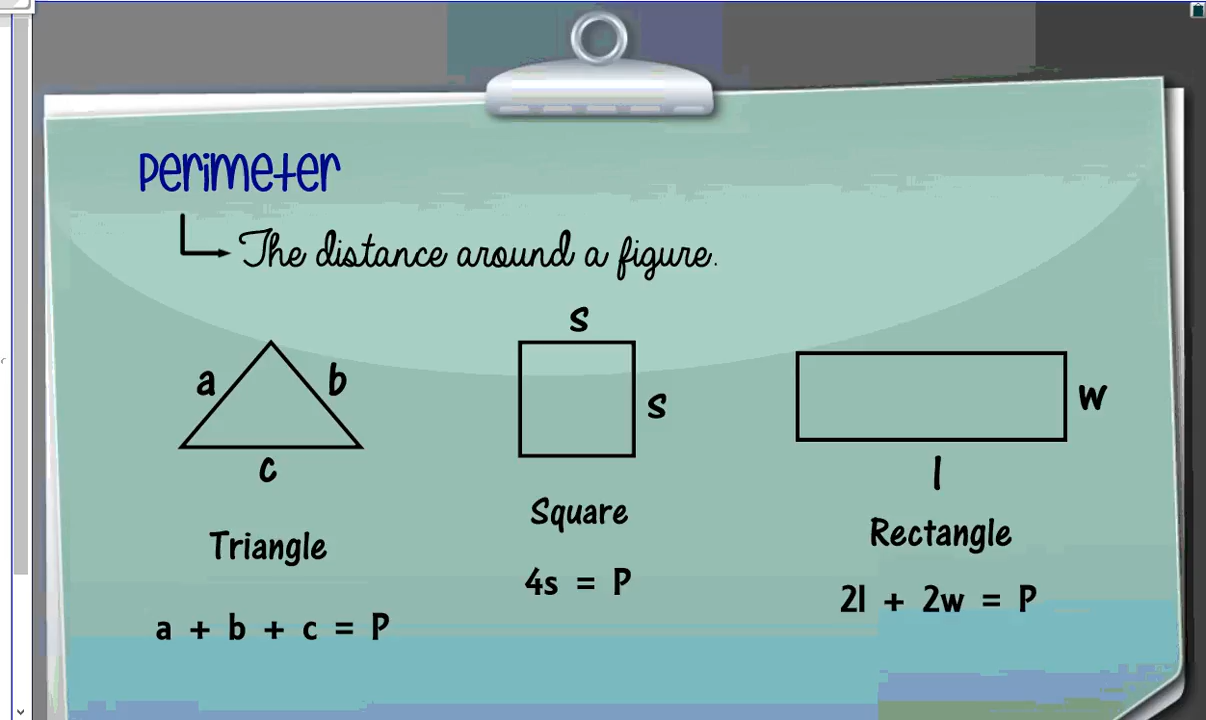 Perimeter
The distance around a figure.
a
b
c
Triangle
a + b + c = P
s
s
Square
4s = P
w
l
Rectangle
2l + 2w = P